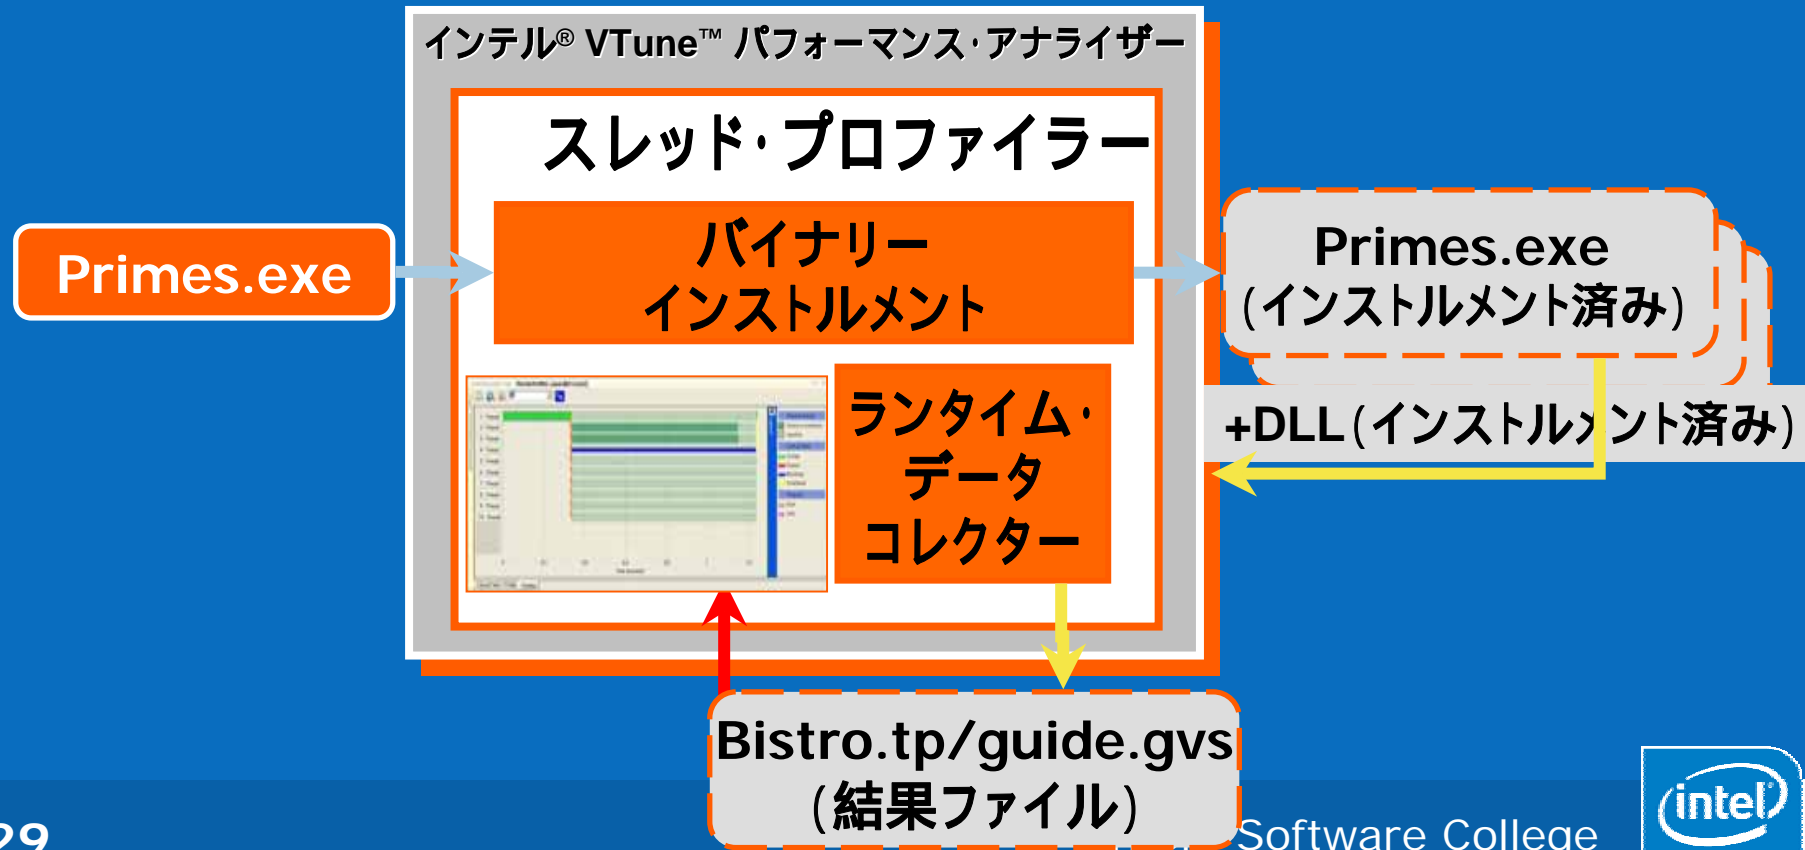 インテル® VTune™ パフォーマンス・アナライザー
スレッド・プロファイラー
Primes.exe
バイナリー
インストルメント
Primes.exe
(インストルメント済み)
+DLL(インストルメント済み)
ランタイム・
データ
コレクター
Bistro.tp/guide.gvs
(結果ファイル)
29
Software College
intel